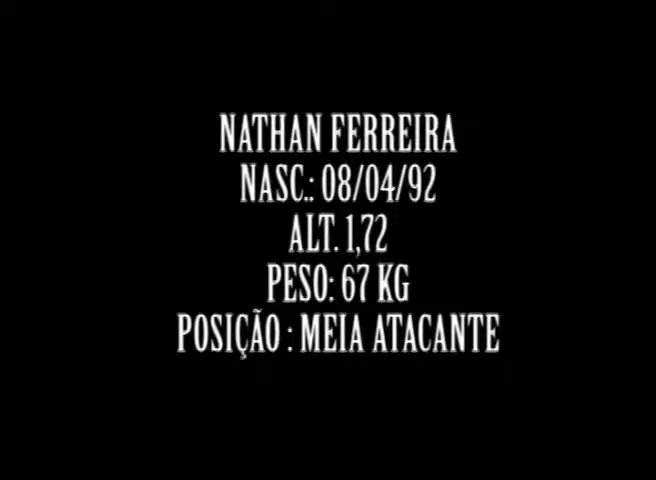 NATHAN FERREIRA
NASC.: 08/04/92
ALT. 1,72
PESO: 67 KG
POSIÇÃO : MEIA ATACANTE